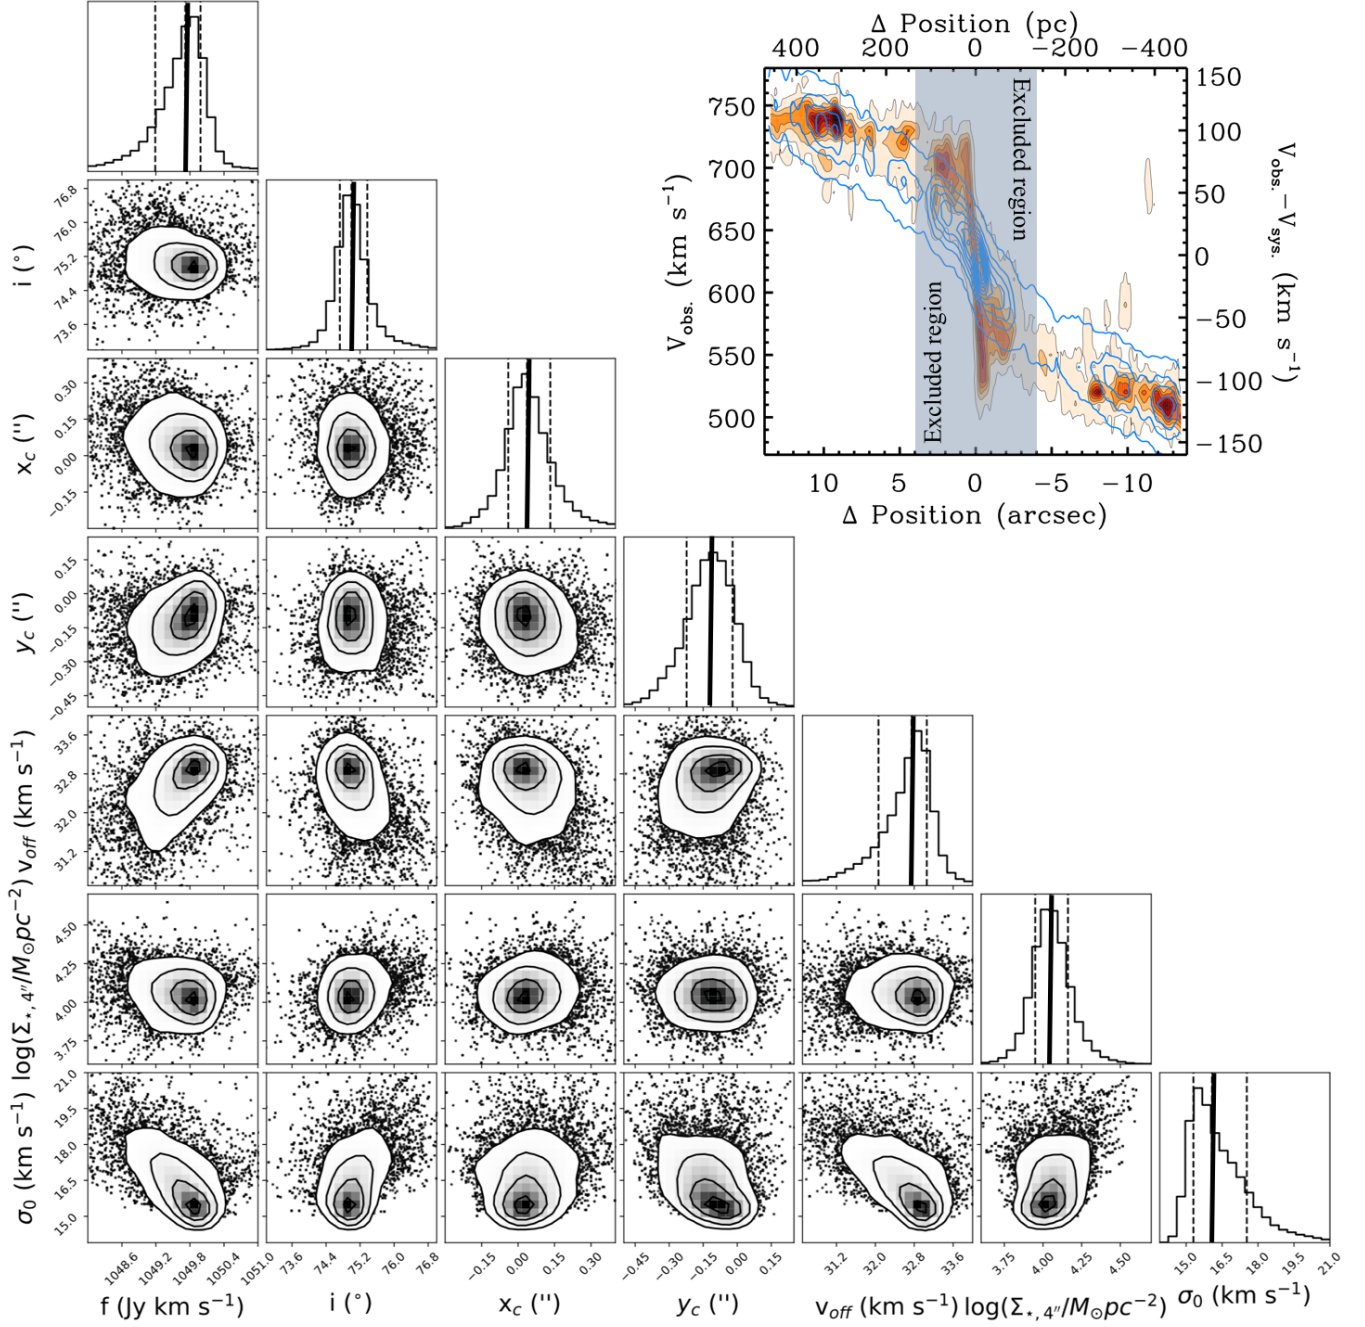 Δ Position (pc)
400 200 0 −200 −400
750 700 650 600 550 500
V_obs. (km s⁻¹)
Excluded region
Excluded region
150 100 50 0 −50 −100 −150
V_obs.−V_sys. (km s⁻¹)
10 5 0 −5 −10
Δ Position (arcsec)
i (°)
76.8 76.0 75.2 74.4 73.6
x_c ('')
0.30 0.15 0.00 −0.15
y_c ('')
0.15 0.00 −0.15 −0.30 −0.45
v_off (km s⁻¹)
33.6 32.8 32.0 31.2
log(Σ⋆,4″/M⊙pc⁻²)
4.50 4.25 4.00 3.75
σ₀ (km s⁻¹)
21.0 19.5 18.0 16.5 15.0
1048.6 1049.2 1049.8 1050.4 1051.0
73.6 74.4 75.2 76.0 76.8
−0.15 0.00 0.15 0.30
−0.45 −0.30 −0.15 0.00 0.15
31.2 32.0 32.8 33.6
3.75 4.00 4.25 4.50
15.0 16.5 18.0 19.5 21.0
f (Jy km s⁻¹)
i (°)
x_c ('')
y_c ('')
v_off (km s⁻¹)
log(Σ⋆,4″/M⊙pc⁻²)
σ₀ (km s⁻¹)